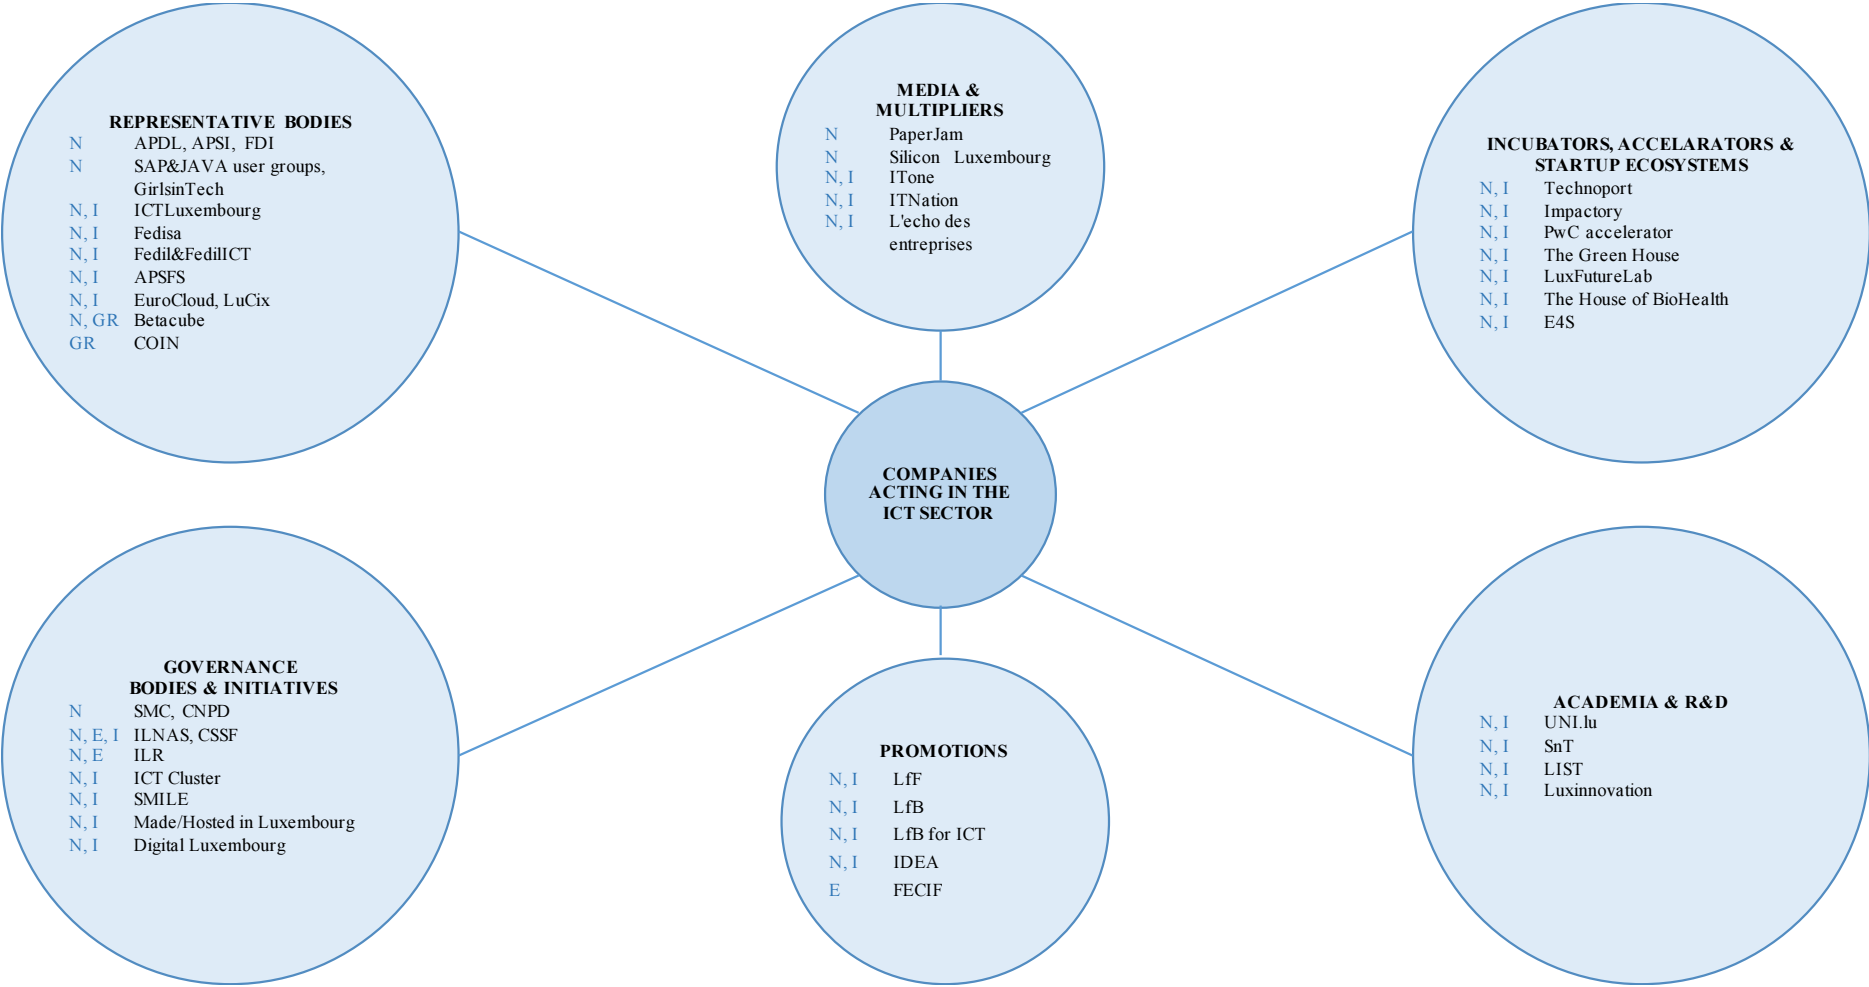 REPRESENTATIVE BODIES
N APDL, APSI, FDI
N SAP&JAVA user groups,
GirlsinTech
N, I ICTLuxembourg
N, I Fedisa
N, I Fedil&FedilICT
N, I APSFS
N, I EuroCloud, LuCix
N, GR Betacube
GR COIN
MEDIA &
MULTIPLIERS
N PaperJam
N Silicon Luxembourg
N, I ITone
N, I ITNation
N, I L'echo des
entreprises
INCUBATORS, ACCELARATORS &
STARTUP ECOSYSTEMS
N, I Technoport
N, I Impactory
N, I PwC accelerator
N, I The Green House
N, I LuxFutureLab
N, I The House of BioHealth
N, I E4S
COMPANIES
ACTING IN THE
ICT SECTOR
GOVERNANCE
BODIES & INITIATIVES
N SMC, CNPD
N, E, I ILNAS, CSSF
N, E ILR
N, I ICT Cluster
N, I SMILE
N, I Made/Hosted in Luxembourg
N, I Digital Luxembourg
PROMOTIONS
N, I LfF
N, I LfB
N, I LfB for ICT
N, I IDEA
E FECIF
ACADEMIA & R&D
N, I UNI.lu
N, I SnT
N, I LIST
N, I Luxinnovation